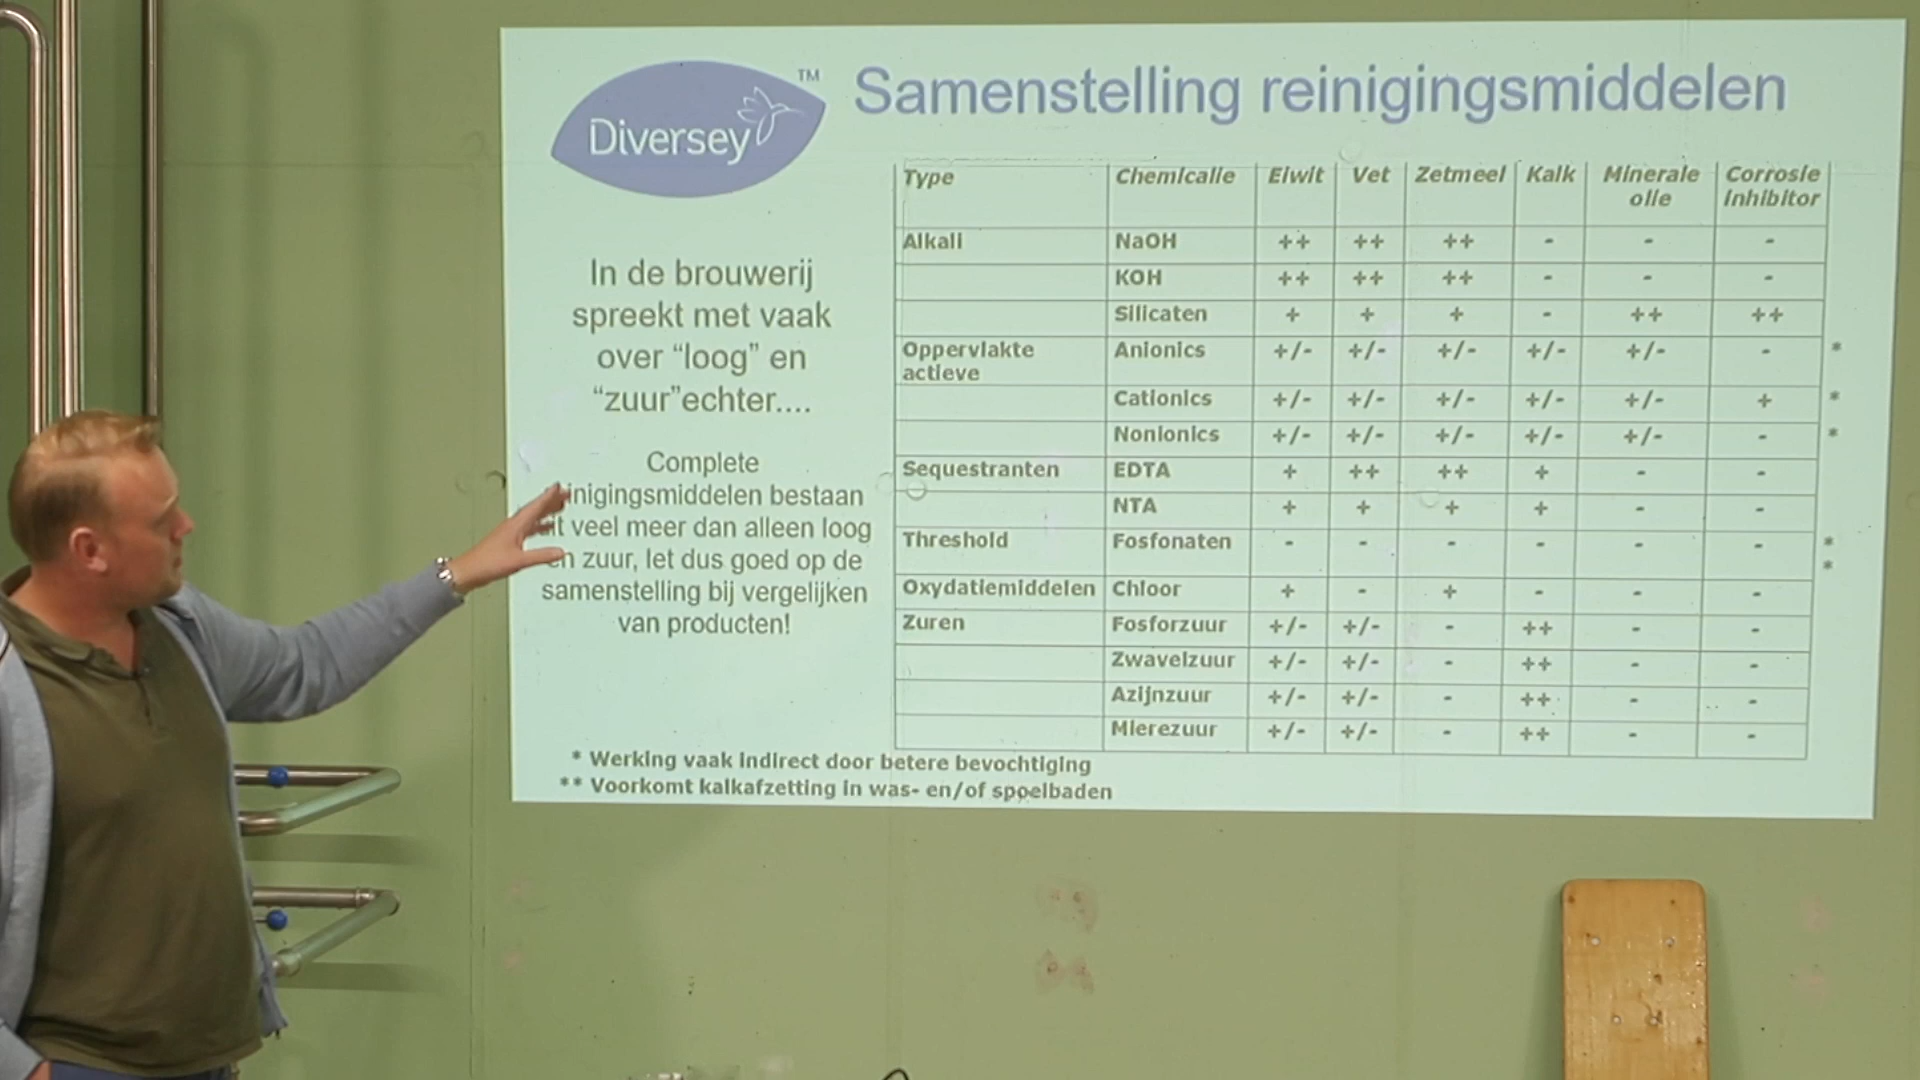 Diversey™
Samenstelling reinigingsmiddelen
In de brouwerij
spreekt met vaak
over “loog” en
“zuur”echter....
Complete
inigingsmiddelen bestaan
it veel meer dan alleen loog
en zuur, let dus goed op de
samenstelling bij vergelijken
van producten!
Type Chemicalie Eiwit Vet Zetmeel Kalk Minerale olie Corrosie inhibitor
Alkali NaOH ++ ++ ++ - - -
KOH ++ ++ ++ - - -
Silicaten + + + - ++ ++
Oppervlakte actieve Anionics +/- +/- +/- +/- +/- - *
Cationics +/- +/- +/- +/- +/- + *
Nonionics +/- +/- +/- +/- +/- - *
Sequestranten EDTA + ++ ++ + - -
NTA + + + + - -
Threshold Fosfonaten - - - - - - * *
Oxydatiemiddelen Chloor + - + - - -
Zuren Fosforzuur +/- +/- - ++ - -
Zwavelzuur +/- +/- - ++ - -
Azijnzuur +/- +/- - ++ - -
Mierezuur +/- +/- - ++ - -
* Werking vaak indirect door betere bevochtiging
** Voorkomt kalkafzetting in was- en/of spoelbaden